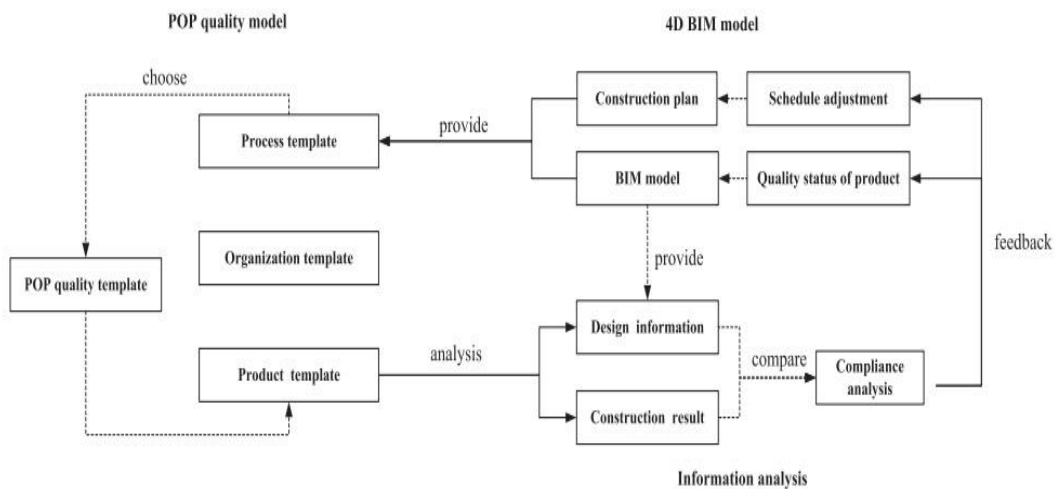 POP quality model
4D BIM model
choose
Construction plan
Schedule adjustment
Process template
provide
BIM model
Quality status of product
Organization template
feedback
provide
POP quality template
Design information
analysis
compare
Product template
Compliance
analysis
Construction result
Information analysis